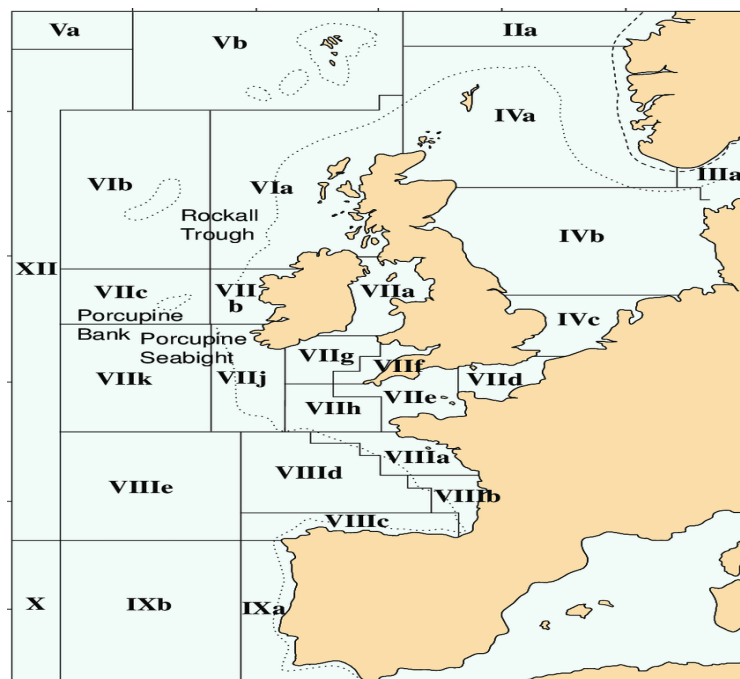 Va
Vb
IIa
IVa
IIIa
VIb
VIa
Rockall
Trough
IVb
XII
VIIc
VII
b
VIIa
Porcupine
Bank
Porcupine
Seabight
IVc
VIIg
VIIf
VIIk
VIIj
VIId
VIIe
VIIh
VIIIa
VIIId
VIIIe
VIIIb
VIIIc
X
IXb
IXa